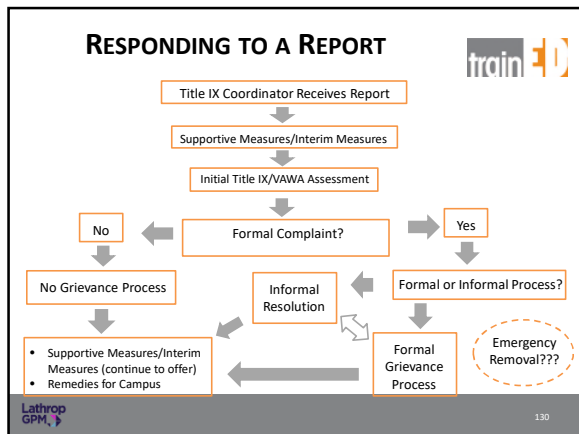 RESPONDING TO A REPORT
trainED
Title IX Coordinator Receives Report
Supportive Measures/Interim Measures
Initial Title IX/VAWA Assessment
No
Formal Complaint?
Yes
No Grievance Process
Informal
Resolution
Formal or Informal Process?
• Supportive Measures/Interim
Measures (continue to offer)
• Remedies for Campus
Formal
Grievance
Process
Emergency
Removal???
Lathrop
GPM
130